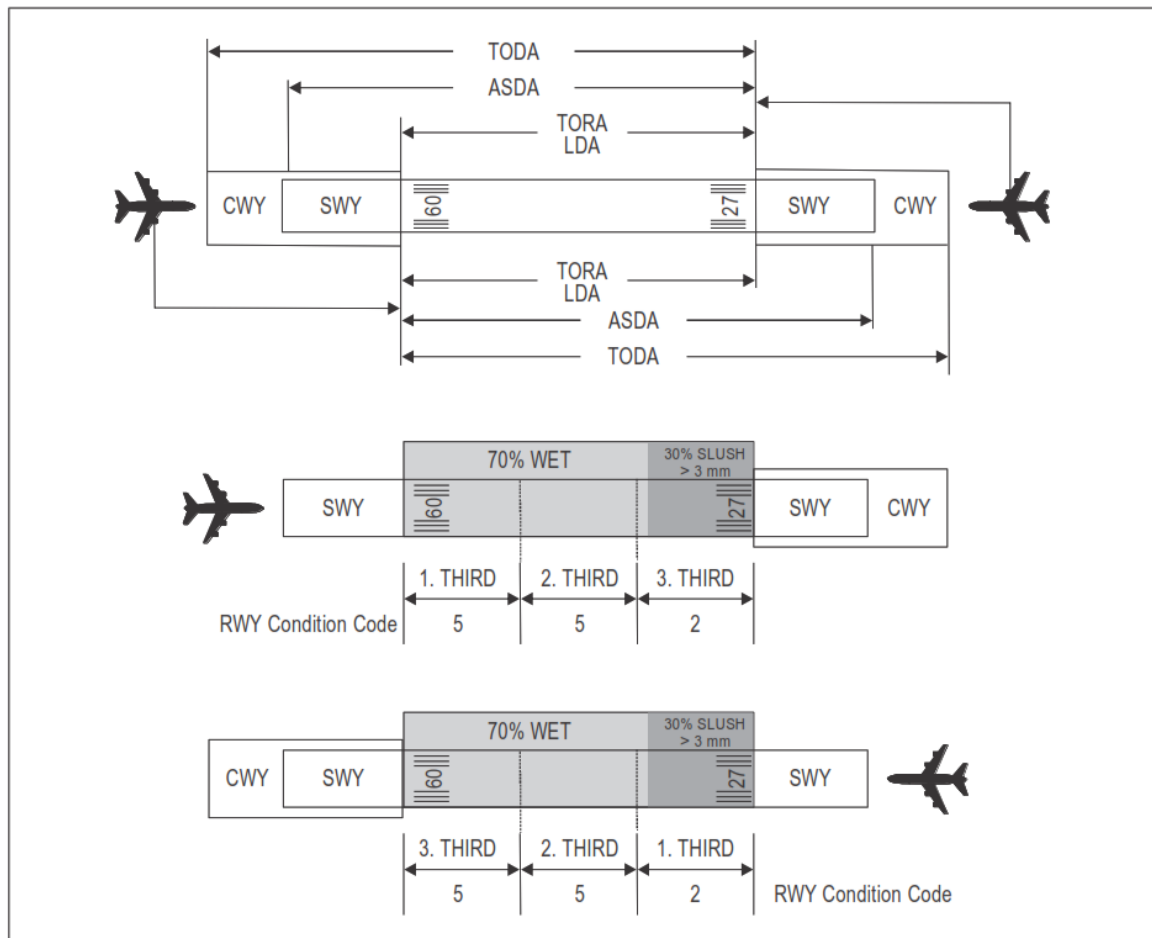 TODA
ASDA
TORA
LDA
CWY SWY 09 27 SWY CWY
TORA
LDA
ASDA
TODA
70% WET 30% SLUSH
> 3 mm
SWY 09 27 SWY CWY
1. THIRD 2. THIRD 3. THIRD
RWY Condition Code 5 5 2
70% WET 30% SLUSH
> 3 mm
CWY SWY 09 27 SWY
3. THIRD 2. THIRD 1. THIRD
5 5 2 RWY Condition Code